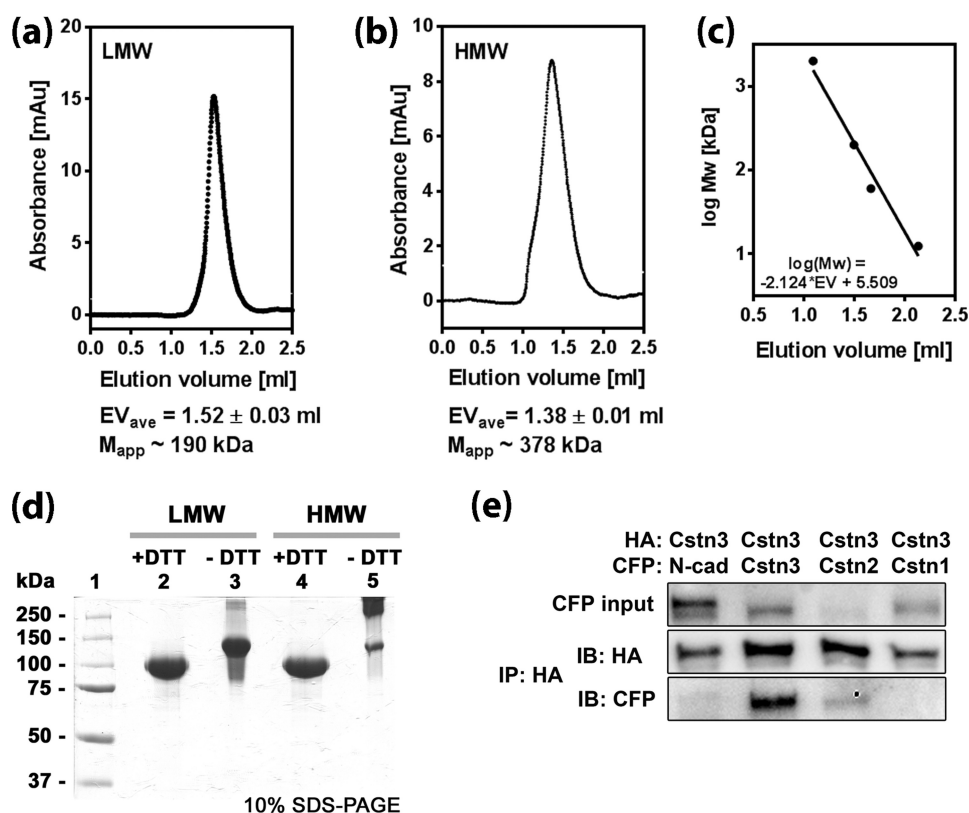 (a)
20
15
10
5
0
LMW
Absorbance [mAu]
0.0 0.5 1.0 1.5 2.0 2.5
Elution volume [ml]
EVave = 1.52 ± 0.03 ml
Mapp ~ 190 kDa
(b)
10
8
6
4
2
0
HMW
Absorbance [mAu]
0.0 0.5 1.0 1.5 2.0 2.5
Elution volume [ml]
EVave= 1.38 ± 0.01 ml
Mapp ~ 378 kDa
(c)
3
2
1
log Mw [kDa]
log(Mw) =
-2.124*EV + 5.509
0.5 1.0 1.5 2.0 2.5
Elution volume [ml]
(d)
LMW HMW
+DTT - DTT +DTT - DTT
kDa 1 2 3 4 5
250 -
150 -
100 -
75 -
50 -
37 -
10% SDS-PAGE
(e)
HA: Cstn3 Cstn3 Cstn3 Cstn3
CFP: N-cad Cstn3 Cstn2 Cstn1
CFP input
IP: HA
IB: HA
IB: CFP